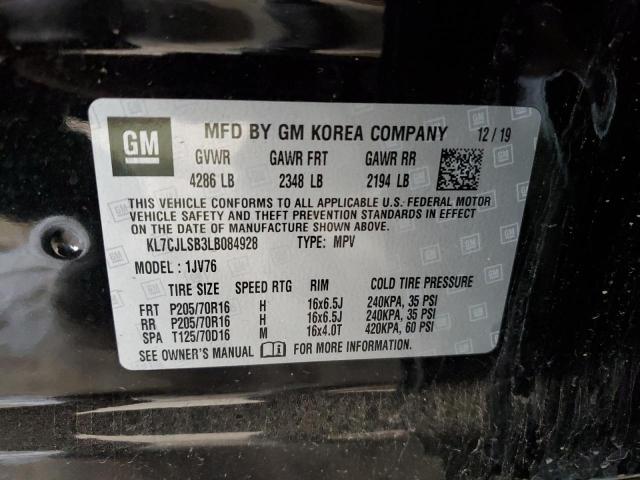 GM
MFD BY GM KOREA COMPANY 12/19
GVWR GAWR FRT GAWR RR
4286 LB 2348 LB 2194 LB
THIS VEHICLE CONFORMS TO ALL APPLICABLE U.S. FEDERAL MOTOR
VEHICLE SAFETY AND THEFT PREVENTION STANDARDS IN EFFECT
ON THE DATE OF MANUFACTURE SHOWN ABOVE.
KL7CJLSB3LB084928 TYPE: MPV
MODEL : 1JV76
TIRE SIZE SPEED RTG RIM COLD TIRE PRESSURE
FRT P205/70R16 H 16x6.5J 240KPA, 35 PSI
RR P205/70R16 H 16x6.5J 240KPA, 35 PSI
SPA T125/70D16 M 16x4.0T 420KPA, 60 PSI
SEE OWNER'S MANUAL FOR MORE INFORMATION.